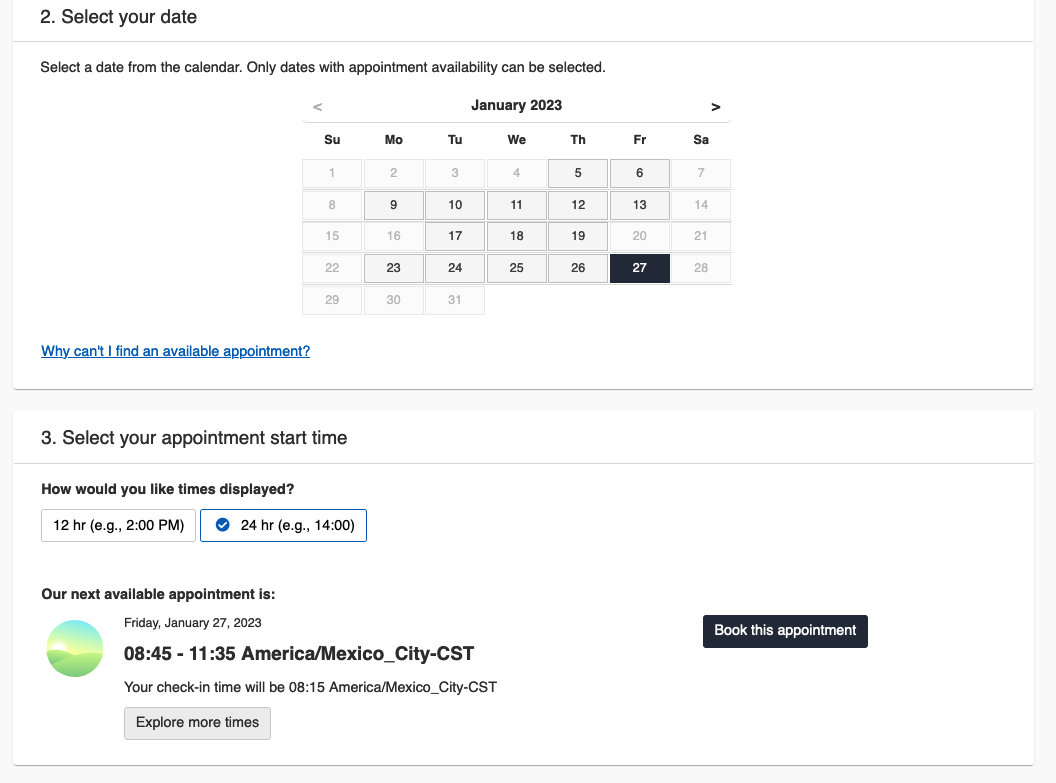 2. Select your date
Select a date from the calendar. Only dates with appointment availability can be selected.
< January 2023 >
Su Mo Tu We Th Fr Sa
1 2 3 4 5 6 7
8 9 10 11 12 13 14
15 16 17 18 19 20 21
22 23 24 25 26 27 28
29 30 31
Why can't I find an available appointment?
3. Select your appointment start time
How would you like times displayed?
12 hr (e.g., 2:00 PM) 24 hr (e.g., 14:00)
Our next available appointment is:
Friday, January 27, 2023
08:45 - 11:35 America/Mexico_City-CST
Your check-in time will be 08:15 America/Mexico_City-CST
Explore more times
Book this appointment